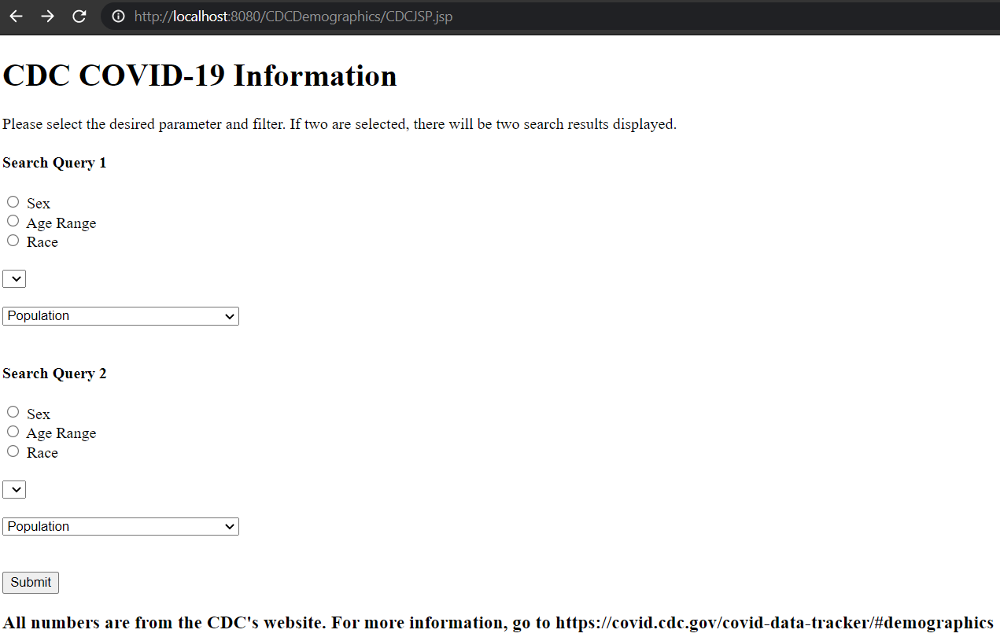 http://localhost:8080/CDCDemographics/CDCJSP.jsp
CDC COVID-19 Information
Please select the desired parameter and filter. If two are selected, there will be two search results displayed.
Search Query 1
Sex
Age Range
Race
Population
Search Query 2
Sex
Age Range
Race
Population
Submit
All numbers are from the CDC's website. For more information, go to https://covid.cdc.gov/covid-data-tracker/#demographics